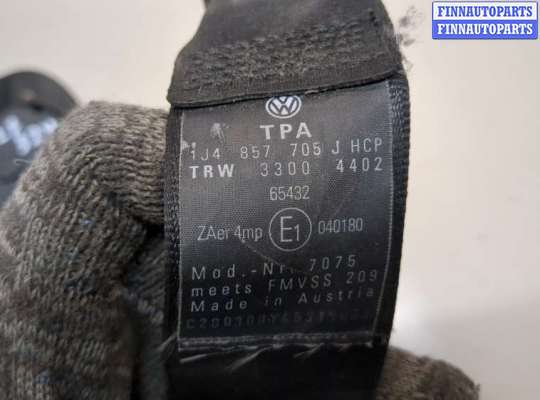 FINNAUTOPARTS
FINNAUTOPARTS
TPA
1J4 857 705 J HCP
TRW 3300 4402
65432
ZAer 4mp E1 040180
Mod.-Nr. 7075
meets FMVSS 209
Made in Austria